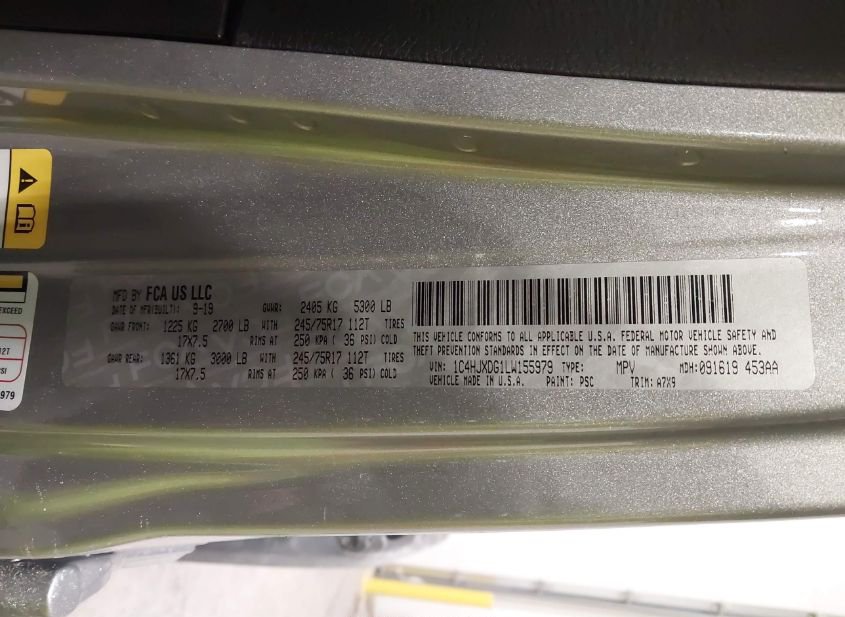 MFD BY FCA US LLC
DATE OF MFR(BUILT): 9-19 GVWR: 2405 KG 5300 LB
GAWR FRONT: 1225 KG 2700 LB WITH 245/75R17 112T TIRES
17X7.5 RIMS AT 250 KPA ( 36 PSI) COLD
GAWR REAR: 1361 KG 3000 LB WITH 245/75R17 112T TIRES
17X7.5 RIMS AT 250 KPA ( 36 PSI) COLD
THIS VEHICLE CONFORMS TO ALL APPLICABLE U.S.A. FEDERAL MOTOR VEHICLE SAFETY AND
THEFT PREVENTION STANDARDS IN EFFECT ON THE DATE OF MANUFACTURE SHOWN ABOVE.
VIN: 1C4HJXDG1LW155979 TYPE: MPV MDH:091619 453AA
VEHICLE MADE IN U.S.A. PAINT: PSC TRIM: A7X9
EXCEED
12T
PSI
979